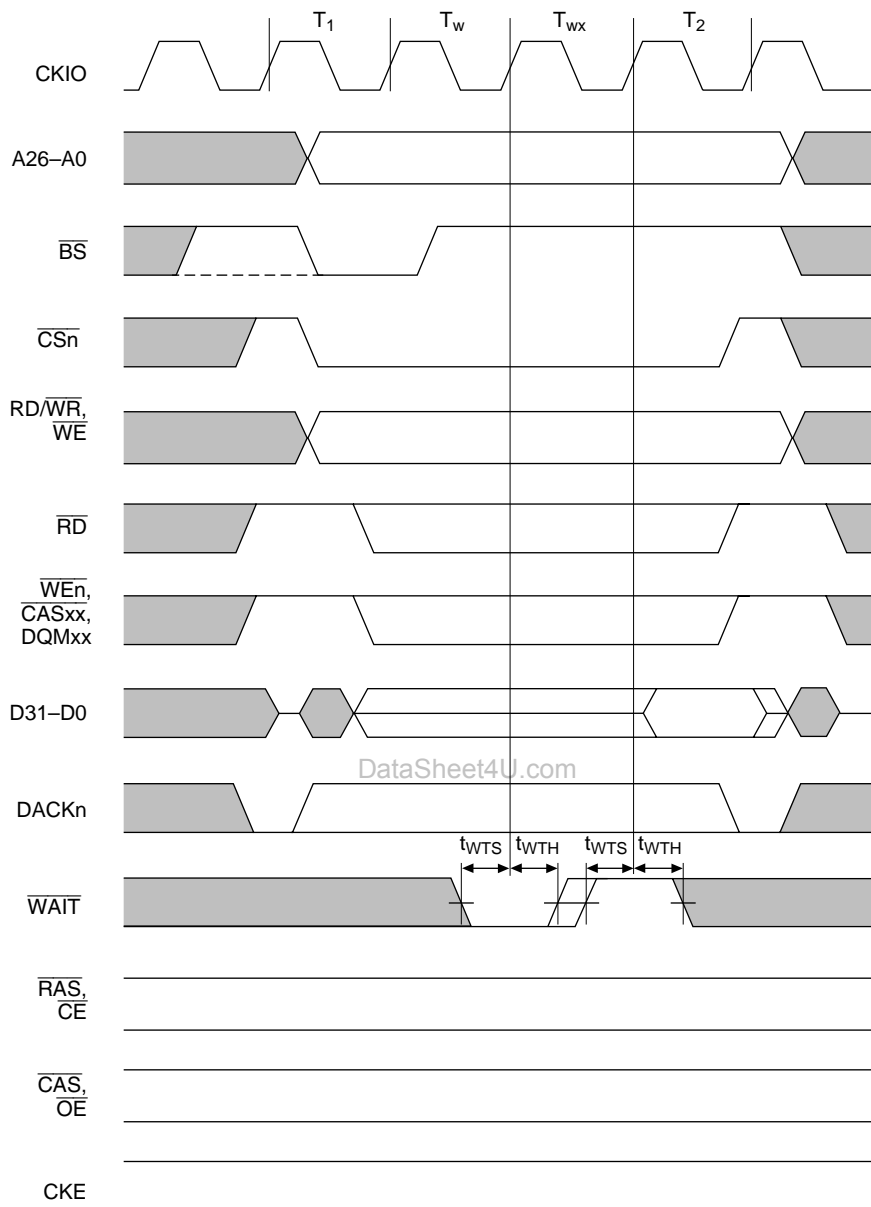 T1 Tw Twx T2
CKIO
A26–A0
BS
CSn
RD/WR,
WE
RD
WEn,
CASxx,
DQMxx
D31–D0
DataSheet4U.com
DACKn
tWTS tWTH tWTS tWTH
WAIT
RAS,
CE
CAS,
OE
CKE